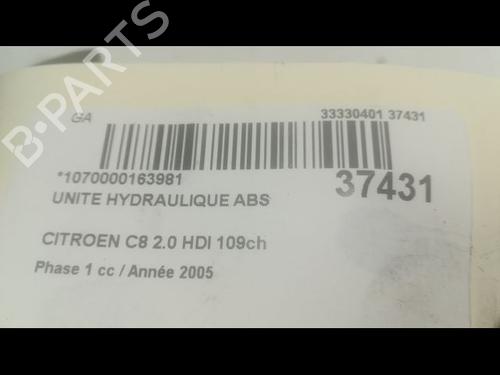 GA
33330401 37431
*1070000163981
37431
UNITE HYDRAULIQUE ABS
CITROEN C8 2.0 HDI 109ch
Phase 1 cc / Année 2005
B-PARTS